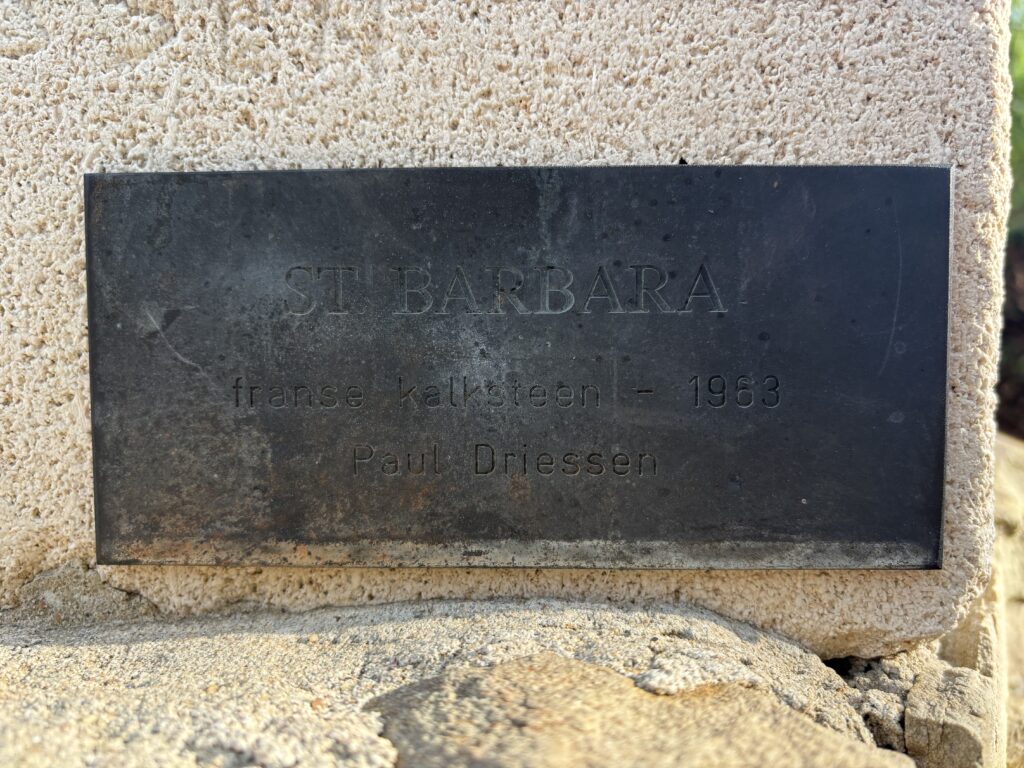 ST. BARBARA
franse kalksteen - 1963
Paul Driessen